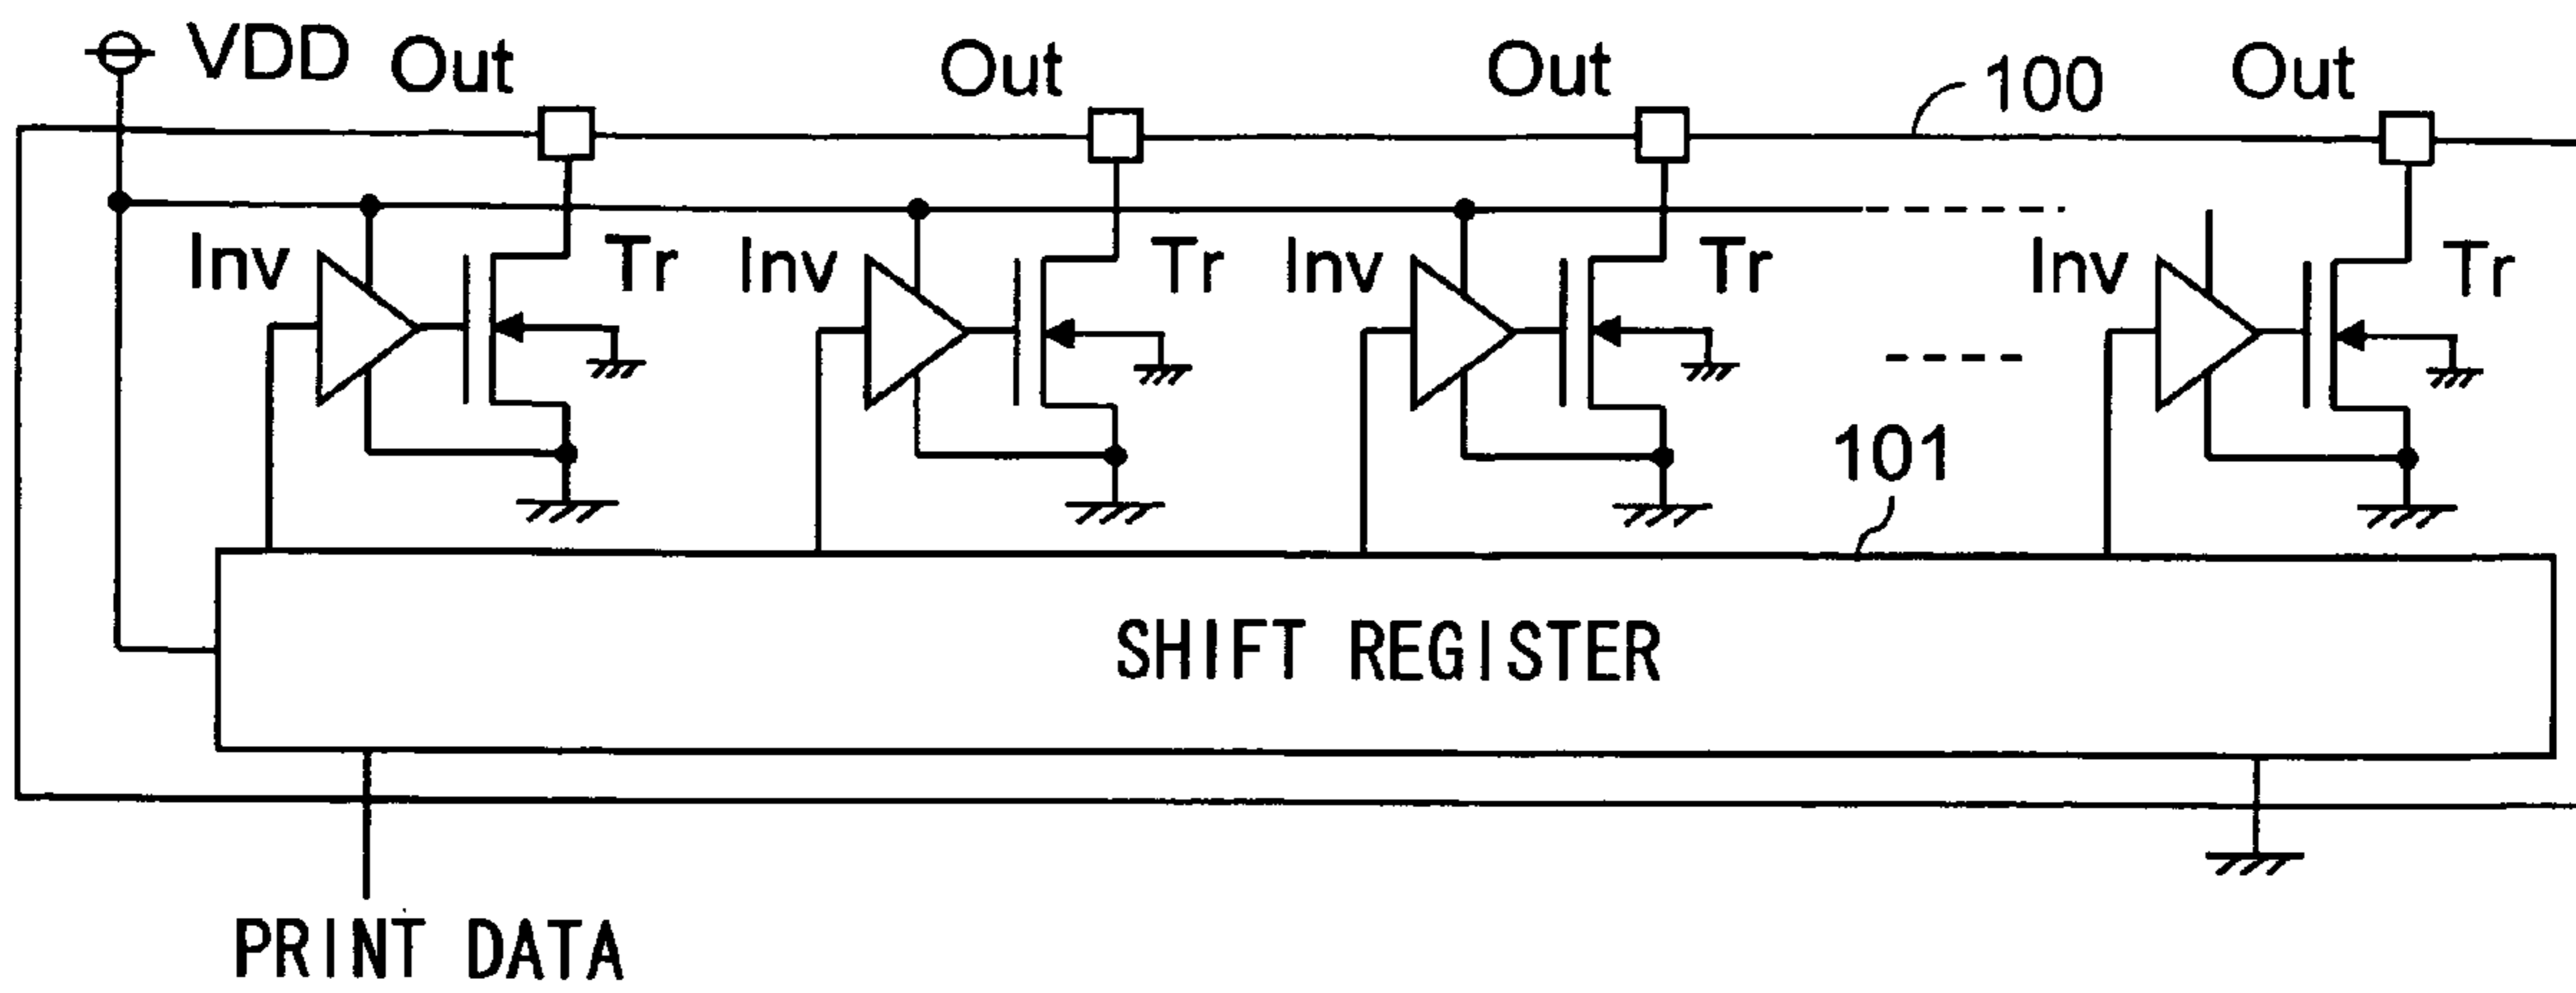 VDD Out Out Out 100 Out
Inv Tr Inv Tr Inv Tr Inv Tr
101
SHIFT REGISTER
PRINT DATA